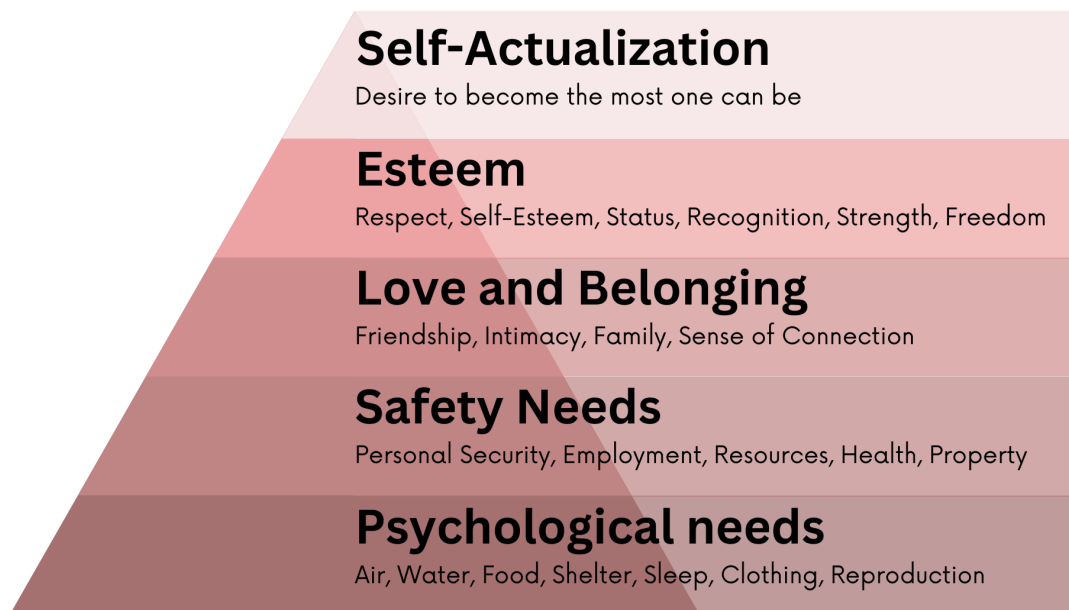 Self-Actualization
Desire to become the most one can be
Esteem
Respect, Self-Esteem, Status, Recognition, Strength, Freedom
Love and Belonging
Friendship, Intimacy, Family, Sense of Connection
Safety Needs
Personal Security, Employment, Resources, Health, Property
Psychological needs
Air, Water, Food, Shelter, Sleep, Clothing, Reproduction